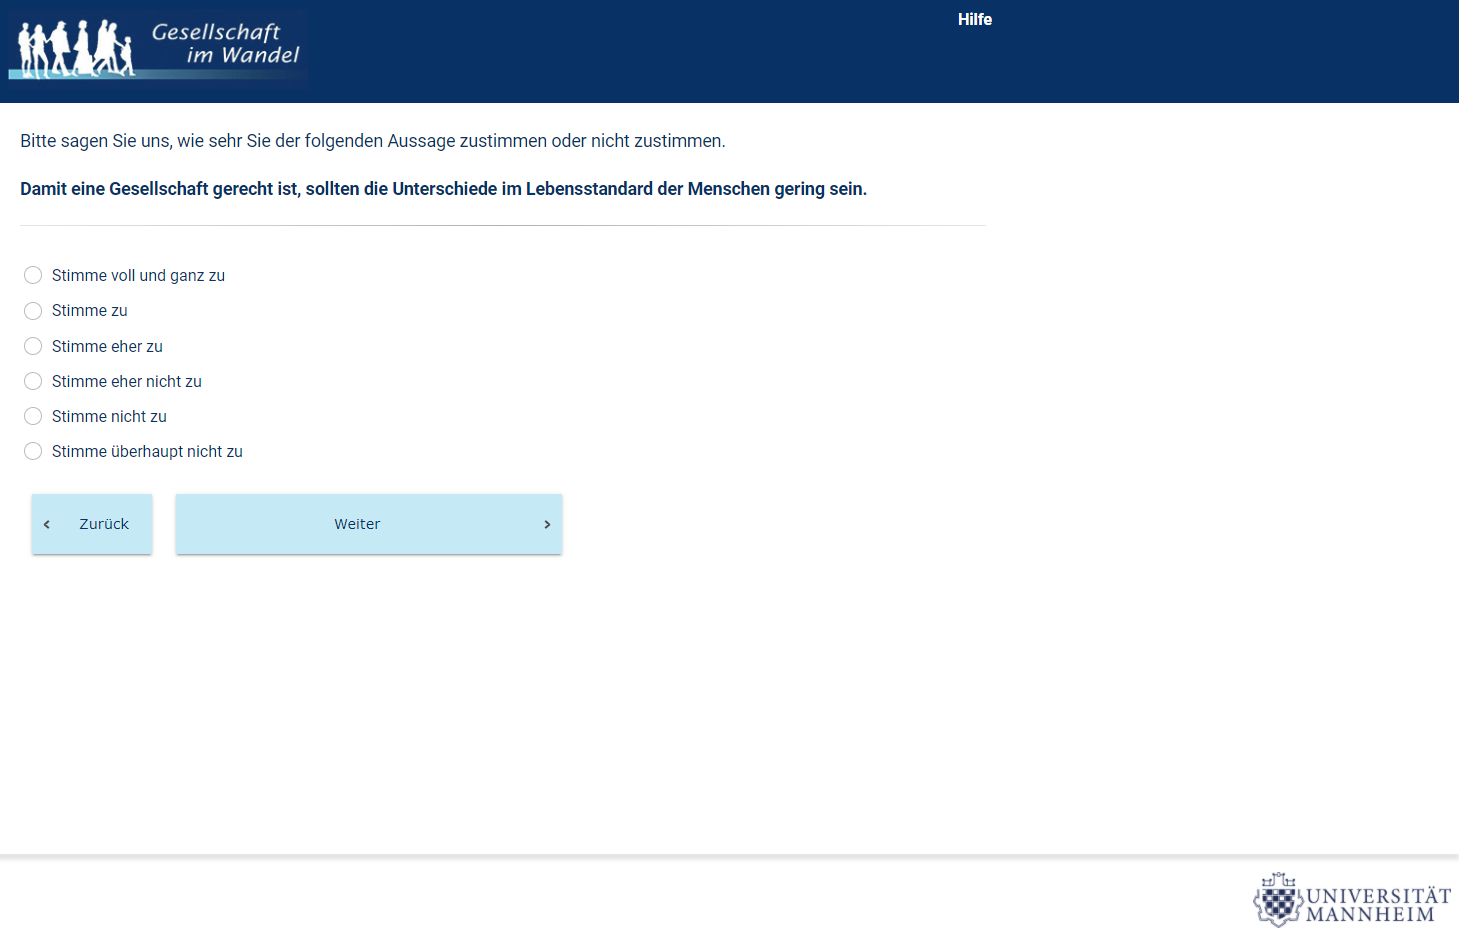 Gesellschaft
im Wandel
Hilfe
Bitte sagen Sie uns, wie sehr Sie der folgenden Aussage zustimmen oder nicht zustimmen.
Damit eine Gesellschaft gerecht ist, sollten die Unterschiede im Lebensstandard der Menschen gering sein.
Stimme voll und ganz zu
Stimme zu
Stimme eher zu
Stimme eher nicht zu
Stimme nicht zu
Stimme überhaupt nicht zu
‹ Zurück
Weiter ›
UNIVERSITÄT
MANNHEIM